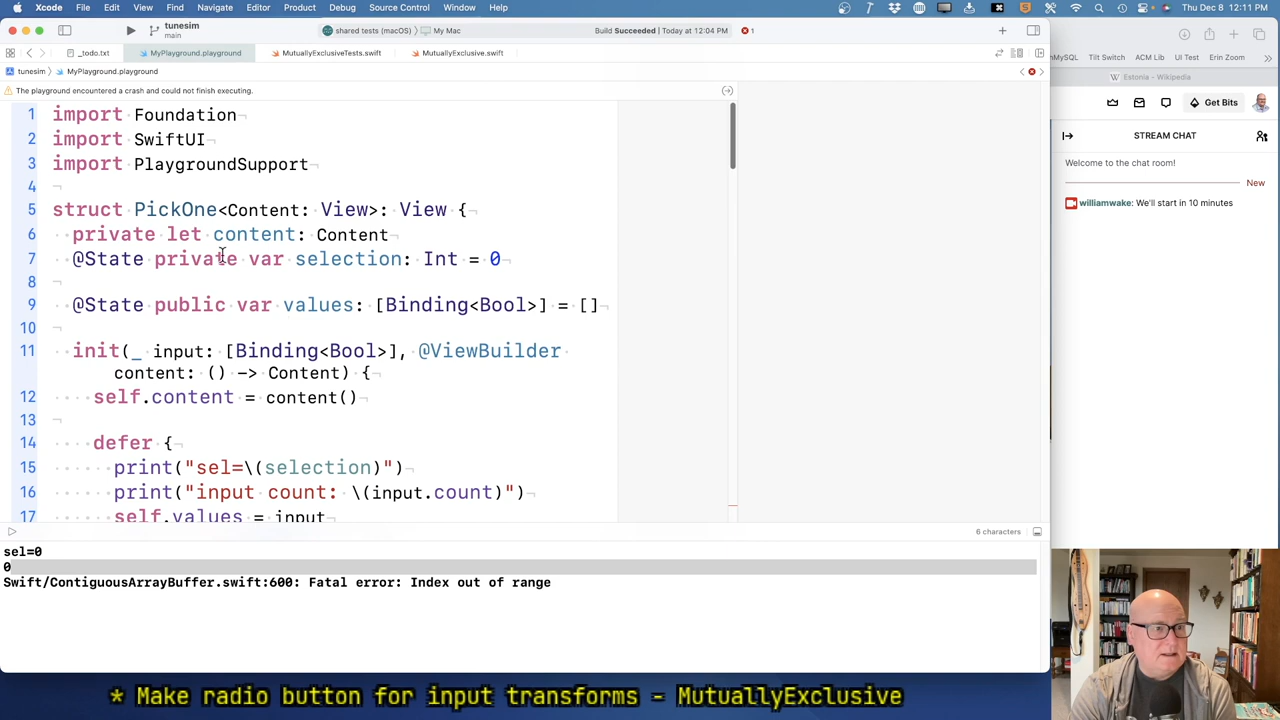 Xcode File Edit View Find Navigate Editor Product Debug Source Control Window Help
tunesim
main
shared tests (macOS) My Mac
Build Succeeded | Today at 12:04 PM
1
_todo.txt
MyPlayground.playground
MutuallyExclusiveTests.swift
MutuallyExclusive.swift
tunesim MyPlayground.playground
The playground encountered a crash and could not finish executing.
1 import Foundation
2 import SwiftUI
3 import PlaygroundSupport
4
5 struct PickOne<Content: View>: View {
6 private let content: Content
7 @State private var selection: Int = 0
8
9 @State public var values: [Binding<Bool>] = []
10
11 init(_ input: [Binding<Bool>], @ViewBuilder
content: () -> Content) {
12 self.content = content()
13
14 defer {
15 print("sel=\(selection)")
16 print("input count: \(input.count)")
17 self.values = input
6 characters
sel=0
0
Swift/ContiguousArrayBuffer.swift:600: Fatal error: Index out of range
* Make radio button for input transforms - MutuallyExclusive
nMySQL Tilt Switch ACM Lib UI Test Erin Zoom
Estonia - Wikipedia
Get Bits
STREAM CHAT
Welcome to the chat room!
New
williamwake: We'll start in 10 minutes
Thu Dec 8 12:11 PM